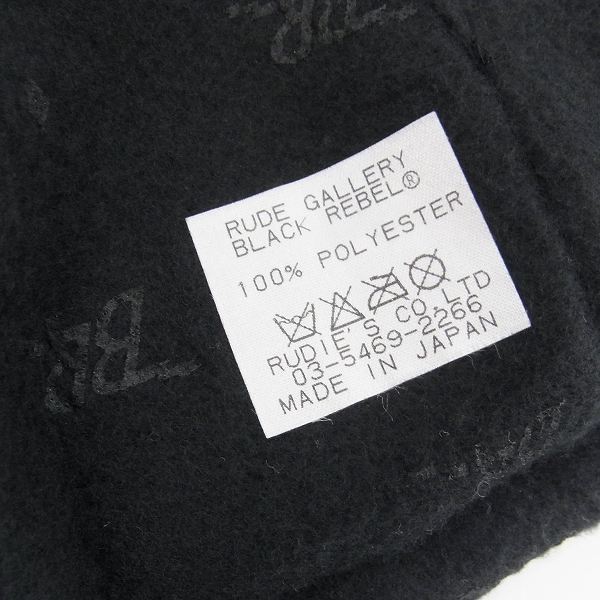 RUDE GALLERY
BLACK REBEL®
100% POLYESTER
RUDIE'S CO.LTD
03-5469-2266
MADE IN JAPAN